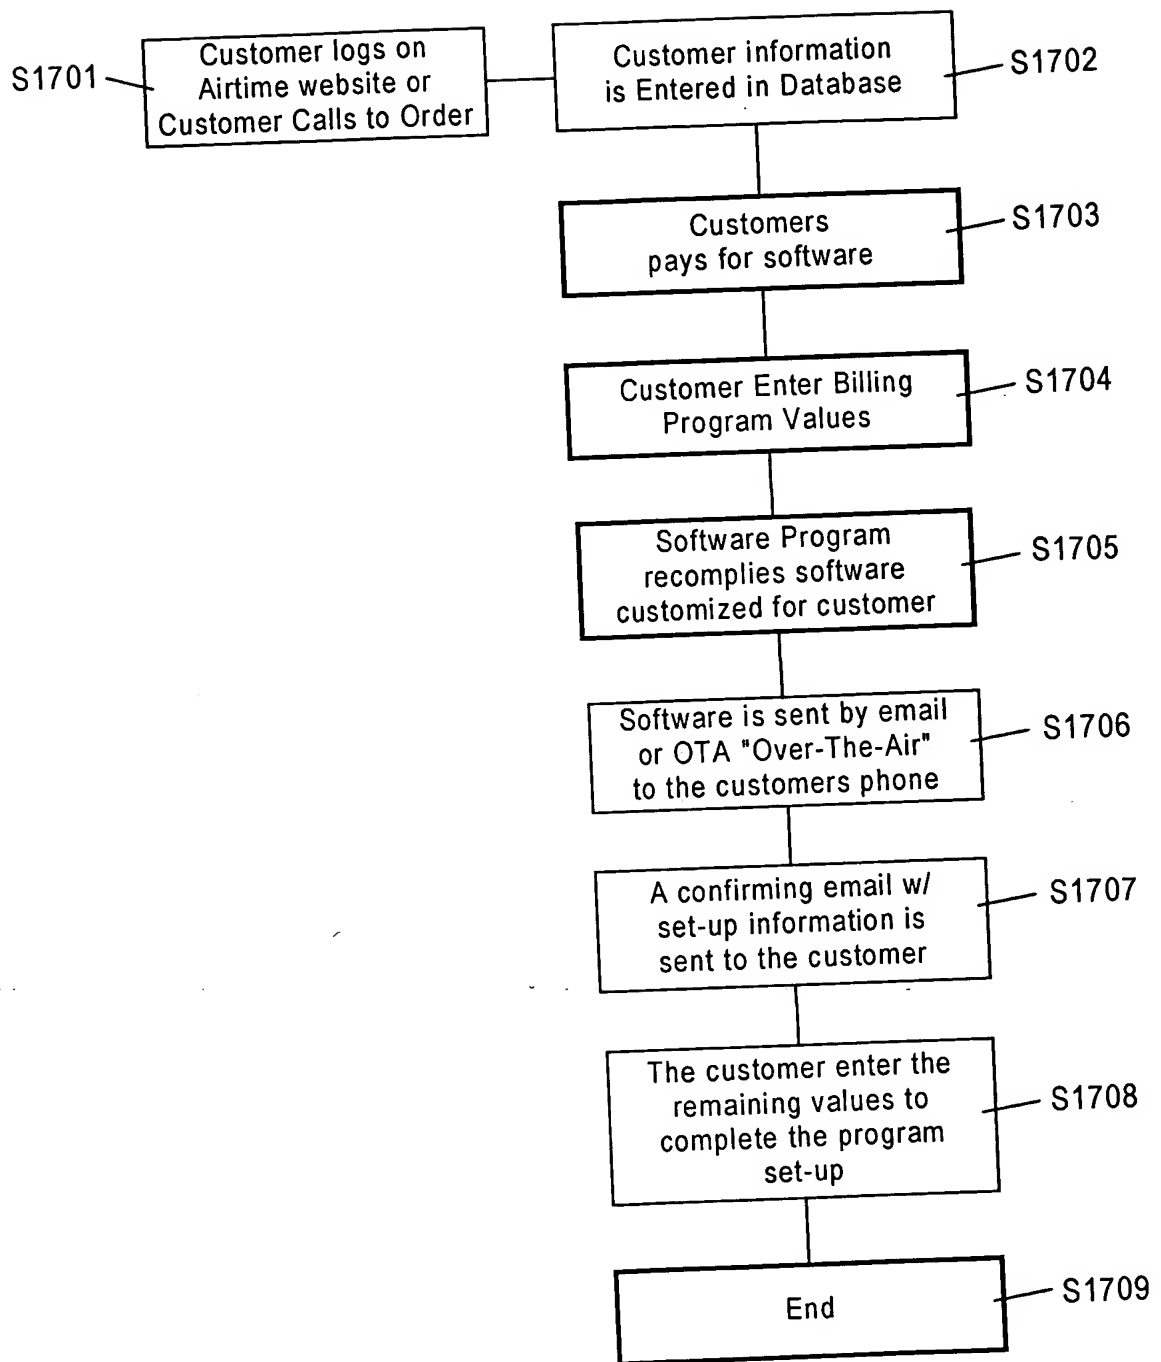 S1701
Customer logs on
Airtime website or
Customer Calls to Order
Customer information
is Entered in Database
S1702
Customers
pays for software
S1703
Customer Enter Billing
Program Values
S1704
Software Program
recomplies software
customized for customer
S1705
Software is sent by email
or OTA "Over-The-Air"
to the customers phone
S1706
A confirming email w/
set-up information is
sent to the customer
S1707
The customer enter the
remaining values to
complete the program
set-up
S1708
End
S1709